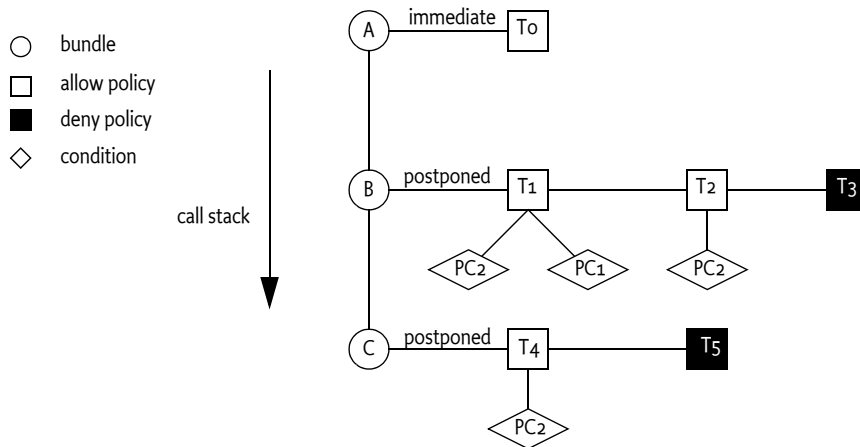 A
immediate
To
bundle
allow policy
deny policy
condition
B
postponed
T1
T2
T3
call stack
PC2
PC1
PC2
C
postponed
T4
T5
PC2